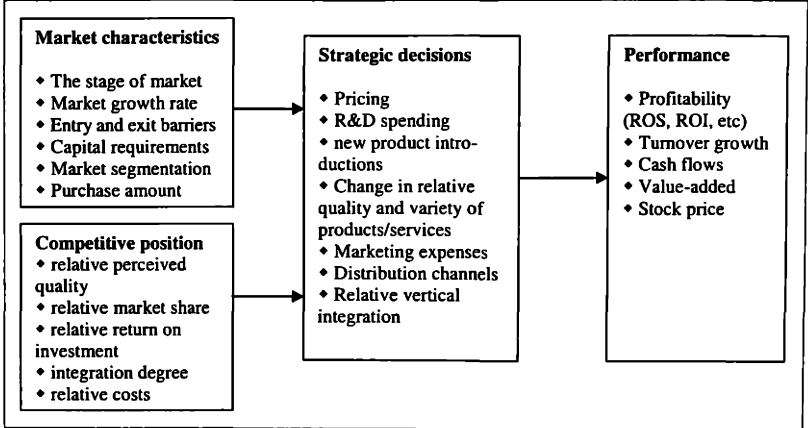 Market characteristics
◆ The stage of market
◆ Market growth rate
◆ Entry and exit barriers
◆ Capital requirements
◆ Market segmentation
◆ Purchase amount
Competitive position
◆ relative perceived
quality
◆ relative market share
◆ relative return on
investment
◆ integration degree
◆ relative costs
Strategic decisions
◆ Pricing
◆ R&D spending
◆ new product intro-
ductions
◆ Change in relative
quality and variety of
products/services
◆ Marketing expenses
◆ Distribution channels
◆ Relative vertical
integration
Performance
◆ Profitability
(ROS, ROI, etc)
◆ Turnover growth
◆ Cash flows
◆ Value-added
◆ Stock price